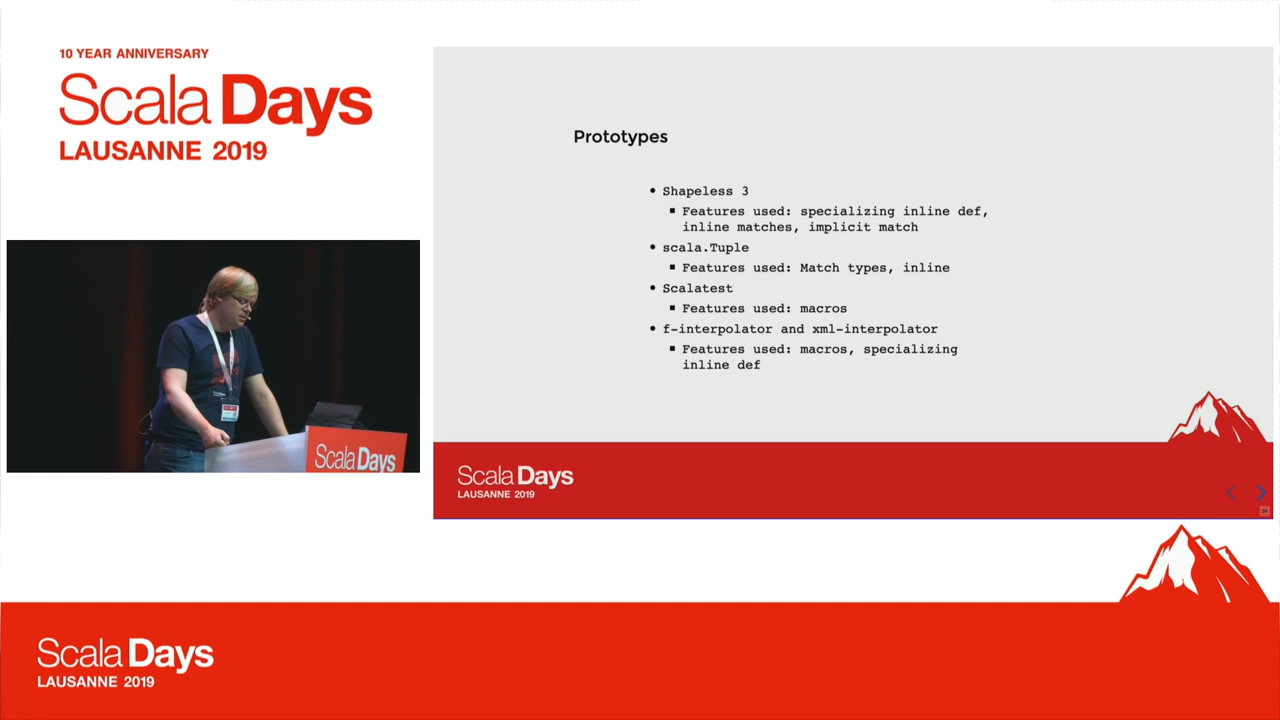 10 YEAR ANNIVERSARY
Scala Days
LAUSANNE 2019
Prototypes
• Shapeless 3
▪ Features used: specializing inline def,
inline matches, implicit match
• scala.Tuple
▪ Features used: Match types, inline
• Scalatest
▪ Features used: macros
• f-interpolator and xml-interpolator
▪ Features used: macros, specializing
inline def
Scala Days
LAUSANNE 2019
Scala Days
Scala Days
LAUSANNE 2019